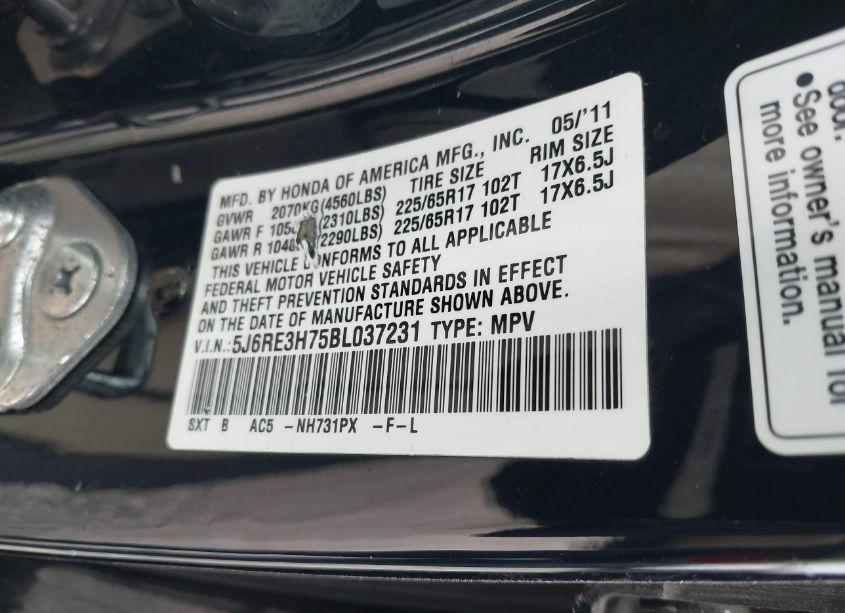 MFD. BY HONDA OF AMERICA MFG., INC. 05/'11
GVWR 2070KG(4560LBS) TIRE SIZE RIM SIZE
GAWR F (2310LBS) 225/65R17 102T 17X6.5J
GAWR R (2290LBS) 225/65R17 102T 17X6.5J
THIS VEHICLE CONFORMS TO ALL APPLICABLE
FEDERAL MOTOR VEHICLE SAFETY
AND THEFT PREVENTION STANDARDS IN EFFECT
ON THE DATE OF MANUFACTURE SHOWN ABOVE.
V.I.N.:5J6RE3H75BL037231 TYPE: MPV
SXT B AC5 -NH731PX -F-L
door.
•See owner's manual for
more information.